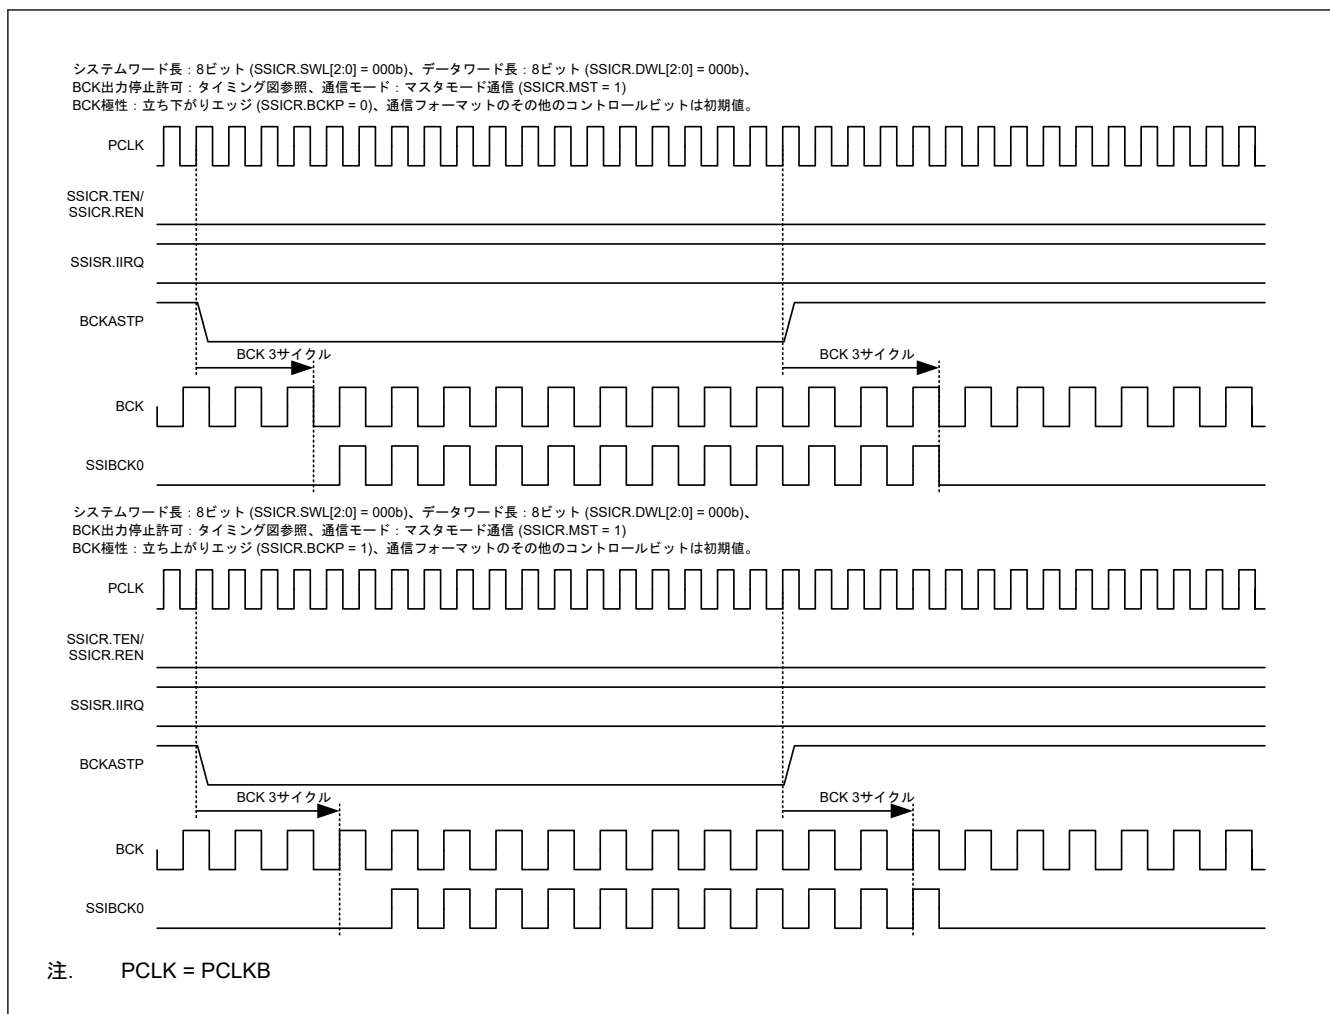 システムワード長：8ビット (SSICR.SWL[2:0] = 000b)、データワード長：8ビット (SSICR.DWL[2:0] = 000b)、
BCK出力停止許可：タイミング図参照、通信モード：マスタモード通信 (SSICR.MST = 1)
BCK極性：立ち下がりエッジ (SSICR.BCKP = 0)、通信フォーマットのその他のコントロールビットは初期値。
PCLK
SSICR.TEN/
SSICR.REN
SSISR.IIRQ
BCKASTP
BCK 3サイクル
BCK 3サイクル
BCK
SSIBCK0
システムワード長：8ビット (SSICR.SWL[2:0] = 000b)、データワード長：8ビット (SSICR.DWL[2:0] = 000b)、
BCK出力停止許可：タイミング図参照、通信モード：マスタモード通信 (SSICR.MST = 1)
BCK極性：立ち上がりエッジ (SSICR.BCKP = 1)、通信フォーマットのその他のコントロールビットは初期値。
PCLK
SSICR.TEN/
SSICR.REN
SSISR.IIRQ
BCKASTP
BCK 3サイクル
BCK 3サイクル
BCK
SSIBCK0
注. PCLK = PCLKB